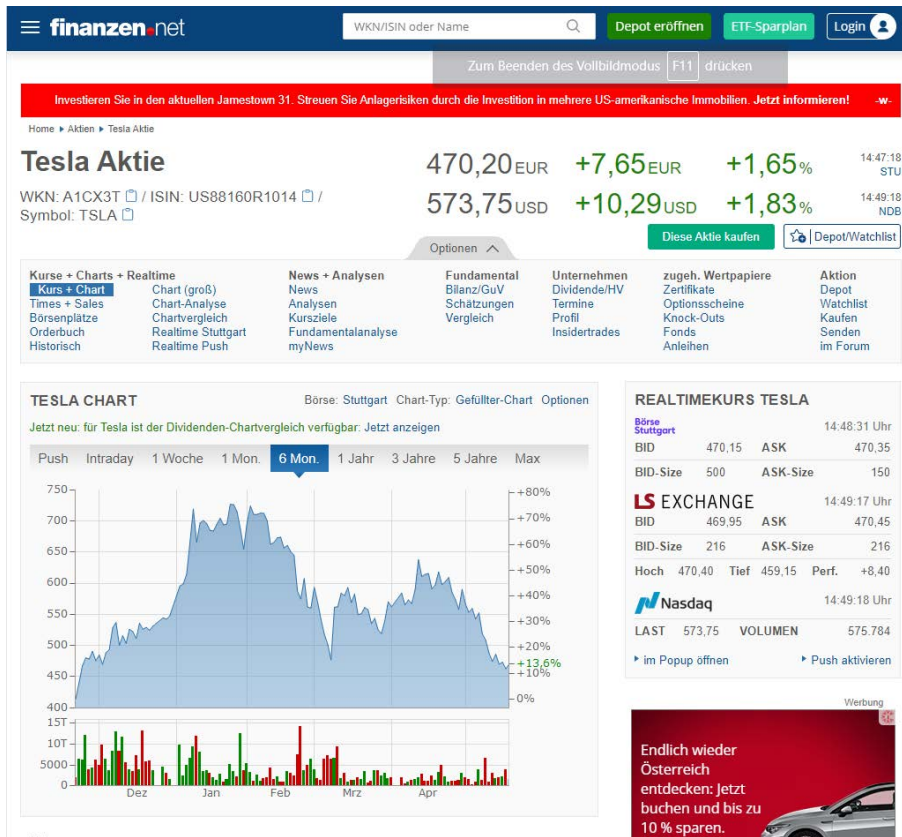 finanzen.net
WKN/ISIN oder Name
Depot eröffnen
ETF-Sparplan
Login
Zum Beenden des Vollbildmodus F11 drücken
Investieren Sie in den aktuellen Jamestown 31. Streuen Sie Anlagerisiken durch die Investition in mehrere US-amerikanische Immobilien. Jetzt informieren! -w-
Home Aktien Tesla Aktie
Tesla Aktie
470,20 EUR +7,65 EUR +1,65% 14:47:18 STU
WKN: A1CX3T / ISIN: US88160R1014 /
Symbol: TSLA
573,75 USD +10,29 USD +1,83% 14:49:18 NDB
Diese Aktie kaufen
Depot/Watchlist
Optionen
Kurse + Charts + Realtime News + Analysen Fundamental Unternehmen zugeh. Wertpapiere Aktion
Kurs + Chart Chart (groß) News Bilanz/GuV Dividende/HV Zertifikate Depot
Times + Sales Chart-Analyse Analysen Schätzungen Termine Optionsscheine Watchlist
Börsenplätze Chartvergleich Kursziele Vergleich Profil Knock-Outs Kaufen
Orderbuch Realtime Stuttgart Fundamentalanalyse Insidertrades Fonds Senden
Historisch Realtime Push myNews Anleihen im Forum
TESLA CHART
Börse: Stuttgart Chart-Typ: Gefüllter-Chart Optionen
Jetzt neu: für Tesla ist der Dividenden-Chartvergleich verfügbar: Jetzt anzeigen
Push Intraday 1 Woche 1 Mon. 6 Mon. 1 Jahr 3 Jahre 5 Jahre Max
750
700
650
600
550
500
450
400
+80%
+70%
+60%
+50%
+40%
+30%
+20%
+13,6%
+10%
0%
15T
10T
5000
0
Dez Jan Feb Mrz Apr
REALTIMEKURS TESLA
Börse
Stuttgart
14:48:31 Uhr
BID 470,15 ASK 470,35
BID-Size 500 ASK-Size 150
LS EXCHANGE 14:49:17 Uhr
BID 469,95 ASK 470,45
BID-Size 216 ASK-Size 216
Hoch 470,40 Tief 459,15 Perf. +8,40
Nasdaq 14:49:18 Uhr
LAST 573,75 VOLUMEN 575.784
im Popup öffnen Push aktivieren
Werbung
Endlich wieder
Österreich
entdecken: Jetzt
buchen und bis zu
10 % sparen.